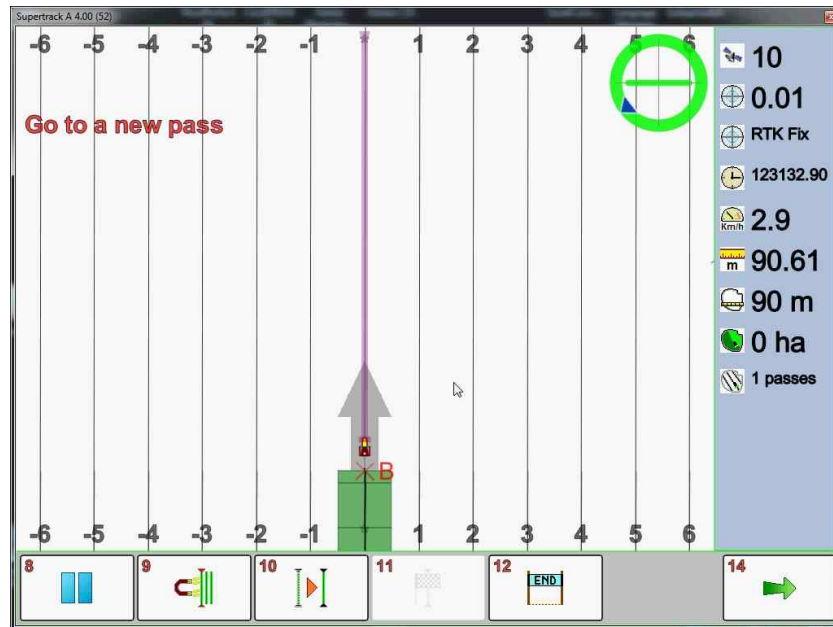 Supertrack A 4.00 (52)
-6 -5 -4 -3 -2 -1 1 2 3 4 5 6
Go to a new pass
10
0.01
RTK Fix
123132.90
Km/h 2.9
m 90.61
90 m
0 ha
1 passes
B
-6 -5 -4 -3 -2 -1 1 2 3 4 5 6
8 9 10 11 12 14
END